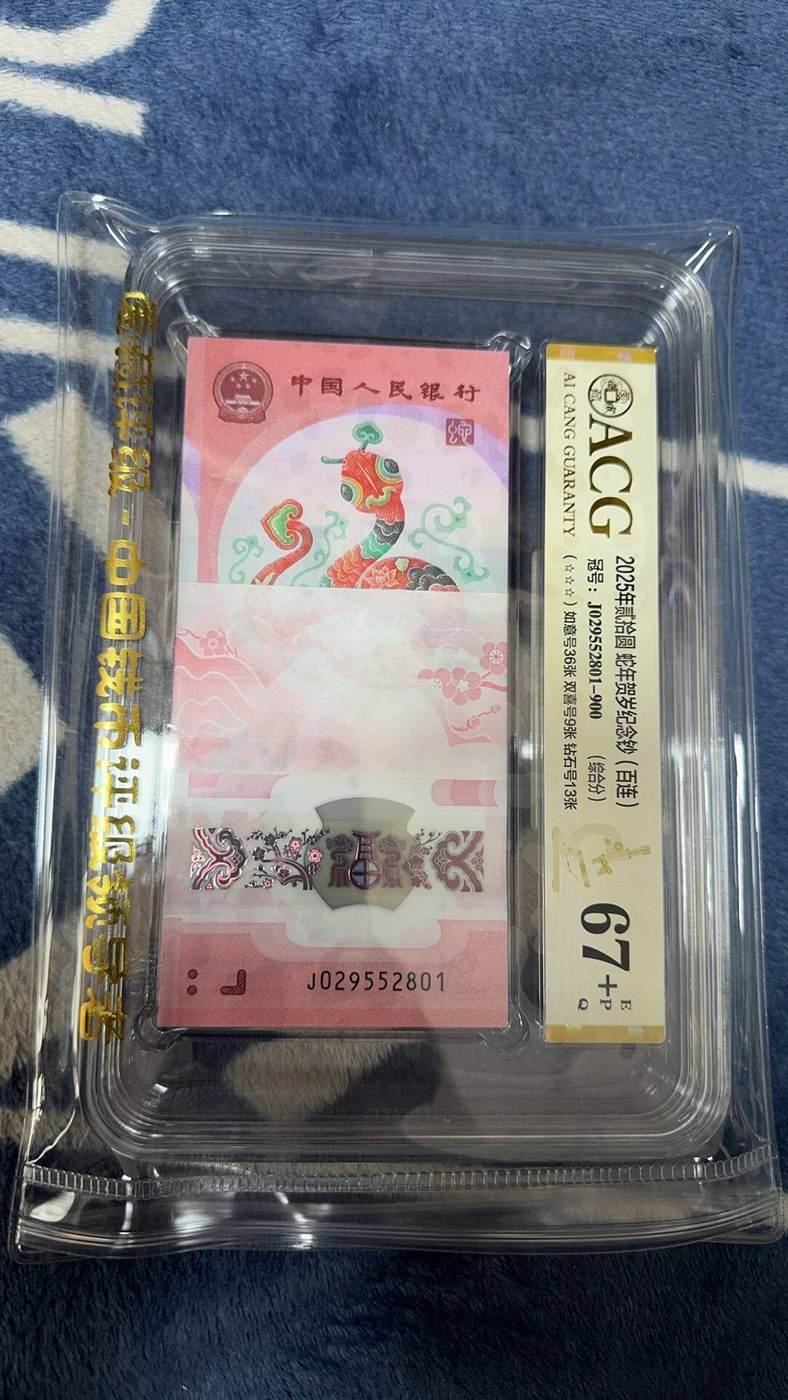 中国人民银行
J029552801
ACG
AI CANG GUARANTY
2025年贰拾圆 蛇年贺岁纪念钞（百连）
冠号：J029552801-900 （综合分）
（☆☆☆）如意号36张 双喜号9张 钻石号13张
67+
E
P
Q
评级-中国钱币评级领导者